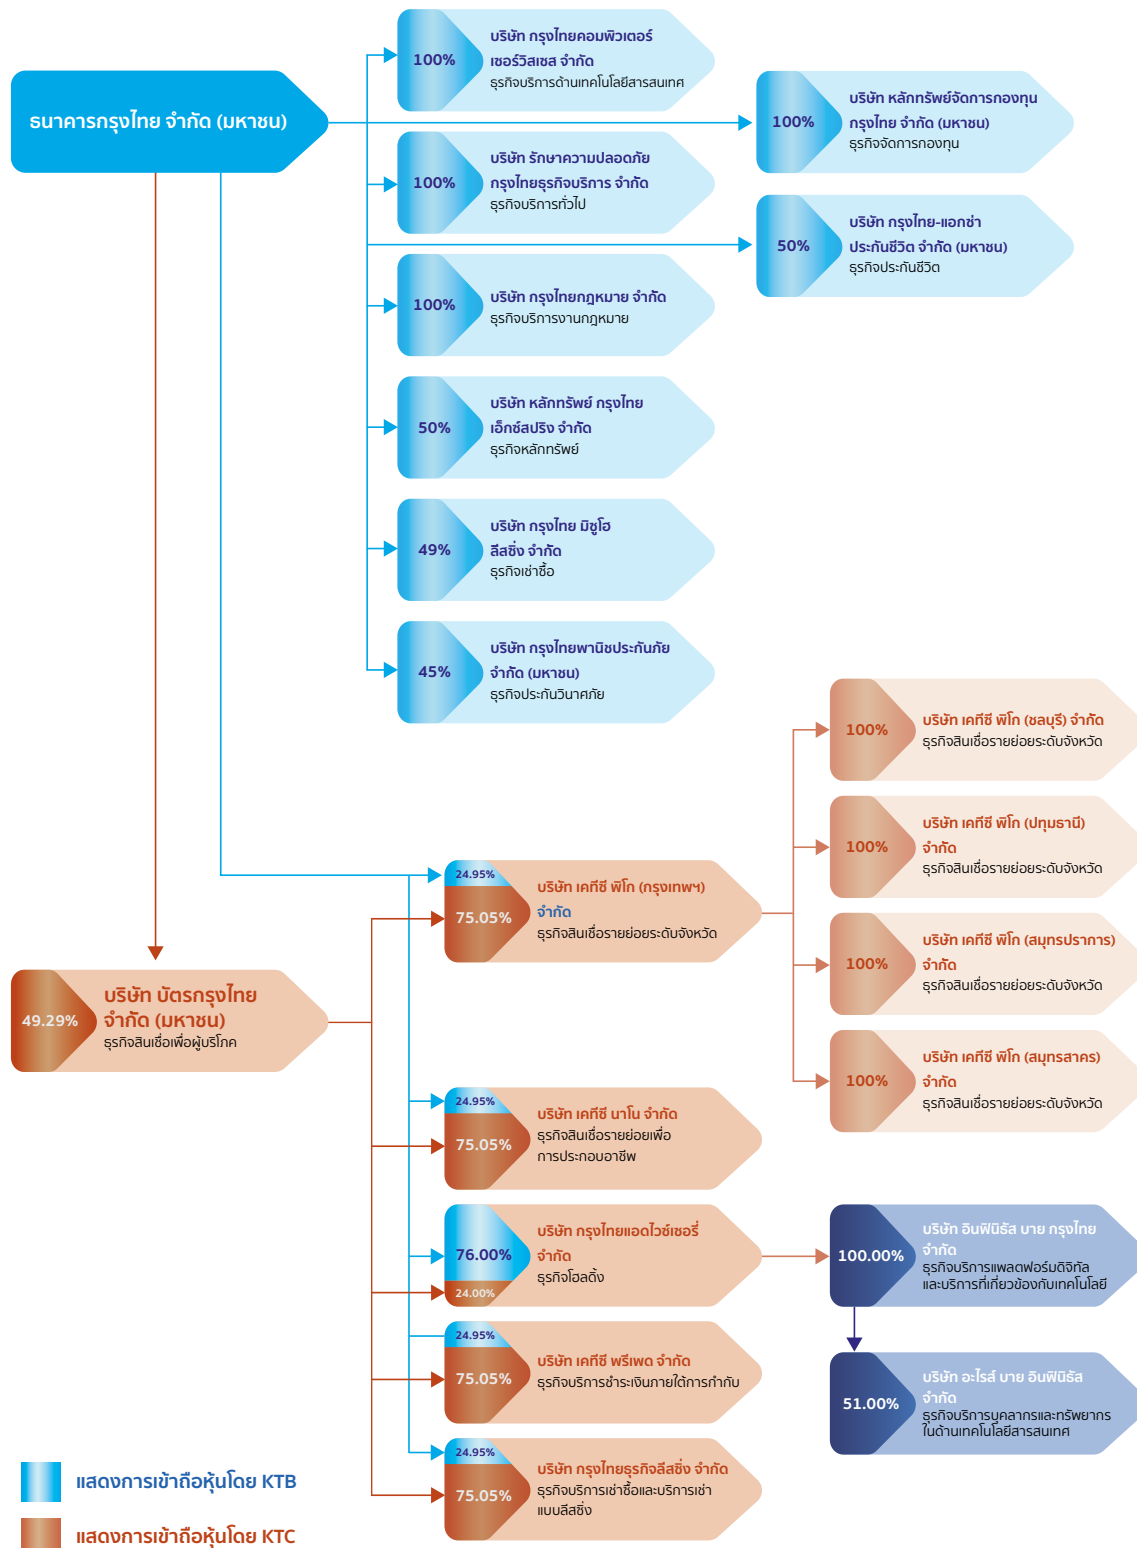 ธนาคารกรุงไทย จำกัด (มหาชน)
100%
บริษัท กรุงไทยคอมพิวเตอร์
เซอร์วิสเซส จำกัด
ธุรกิจบริการด้านเทคโนโลยีสารสนเทศ
100%
บริษัท หลักทรัพย์จัดการกองทุน
กรุงไทย จำกัด (มหาชน)
ธุรกิจจัดการกองทุน
100%
บริษัท รักษาความปลอดภัย
กรุงไทยธุรกิจบริการ จำกัด
ธุรกิจบริการทั่วไป
50%
บริษัท กรุงไทย-แอกซ่า
ประกันชีวิต จำกัด (มหาชน)
ธุรกิจประกันชีวิต
100%
บริษัท กรุงไทยกฎหมาย จำกัด
ธุรกิจบริการงานกฎหมาย
50%
บริษัท หลักทรัพย์ กรุงไทย
เอ็กซ์สปริง จำกัด
ธุรกิจหลักทรัพย์
49%
บริษัท กรุงไทย มิซูโฮ
ลีสซิ่ง จำกัด
ธุรกิจเช่าซื้อ
45%
บริษัท กรุงไทยพานิชประกันภัย
จำกัด (มหาชน)
ธุรกิจประกันวินาศภัย
49.29%
บริษัท บัตรกรุงไทย
จำกัด (มหาชน)
ธุรกิจสินเชื่อเพื่อผู้บริโภค
24.95%
75.05%
บริษัท เคทีซี พิโก (กรุงเทพฯ)
จำกัด
ธุรกิจสินเชื่อรายย่อยระดับจังหวัด
100%
บริษัท เคทีซี พิโก (ชลบุรี) จำกัด
ธุรกิจสินเชื่อรายย่อยระดับจังหวัด
100%
บริษัท เคทีซี พิโก (ปทุมธานี)
จำกัด
ธุรกิจสินเชื่อรายย่อยระดับจังหวัด
100%
บริษัท เคทีซี พิโก (สมุทรปราการ)
จำกัด
ธุรกิจสินเชื่อรายย่อยระดับจังหวัด
100%
บริษัท เคทีซี พิโก (สมุทรสาคร)
จำกัด
ธุรกิจสินเชื่อรายย่อยระดับจังหวัด
24.95%
75.05%
บริษัท เคทีซี นาโน จำกัด
ธุรกิจสินเชื่อรายย่อยเพื่อ
การประกอบอาชีพ
76.00%
24.00%
บริษัท กรุงไทยแอดไวซ์เซอรี่
จำกัด
ธุรกิจโฮลดิ้ง
100.00%
บริษัท อินฟินิธัส บาย กรุงไทย
จำกัด
ธุรกิจบริการแพลตฟอร์มดิจิทัล
และบริการที่เกี่ยวข้องกับเทคโนโลยี
24.95%
75.05%
บริษัท เคทีซี พรีเพด จำกัด
ธุรกิจบริการชำระเงินภายใต้การกำกับ
51.00%
บริษัท อะไรส์ บาย อินฟินิธัส
จำกัด
ธุรกิจบริการบุคลากรและทรัพยากร
ในด้านเทคโนโลยีสารสนเทศ
24.95%
75.05%
บริษัท กรุงไทยธุรกิจลีสซิ่ง จำกัด
ธุรกิจบริการเช่าซื้อและบริการเช่า
แบบลีสซิ่ง
แสดงการเข้าถือหุ้นโดย KTB
แสดงการเข้าถือหุ้นโดย KTC